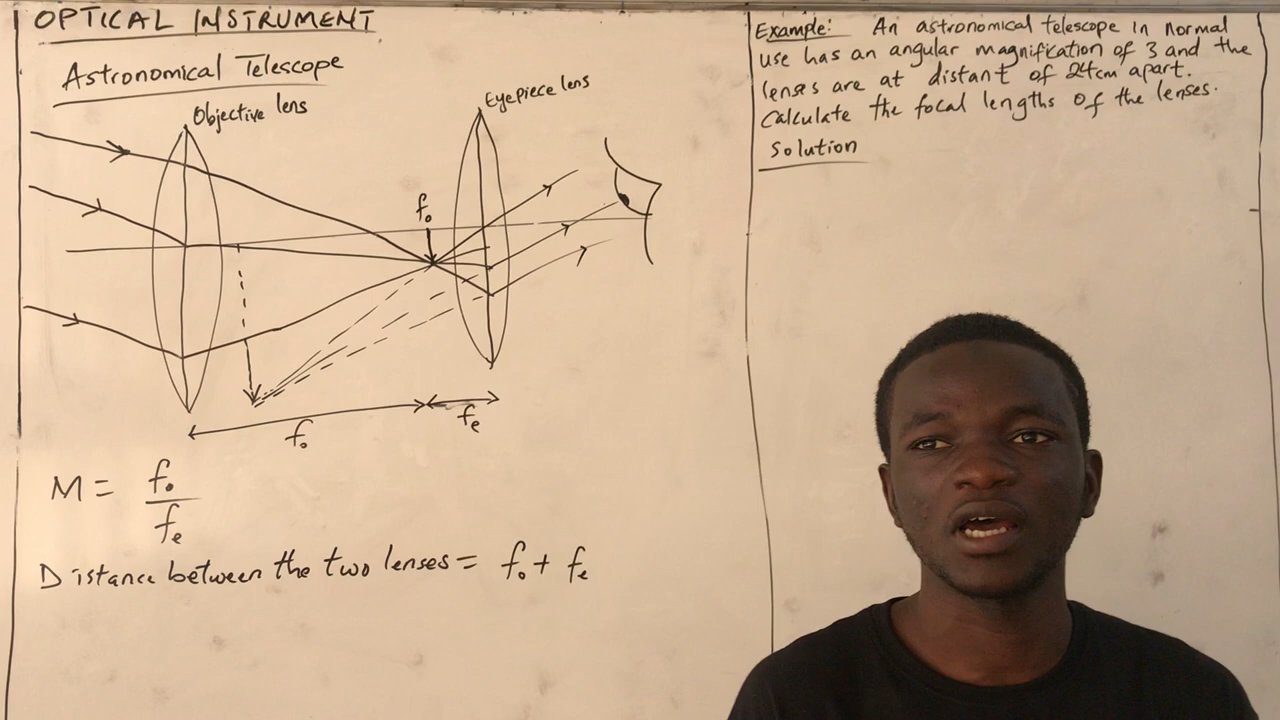 OPTICAL INSTRUMENT
Astronomical Telescope
Objective lens
Eyepiece lens
fo
fo
fe
M = fo/fe
Distance between the two lenses = fo + fe
Example: An astronomical telescope in normal
use has an angular magnification of 3 and the
lenses are at distant of 24cm apart.
Calculate the focal lengths of the lenses.
Solution